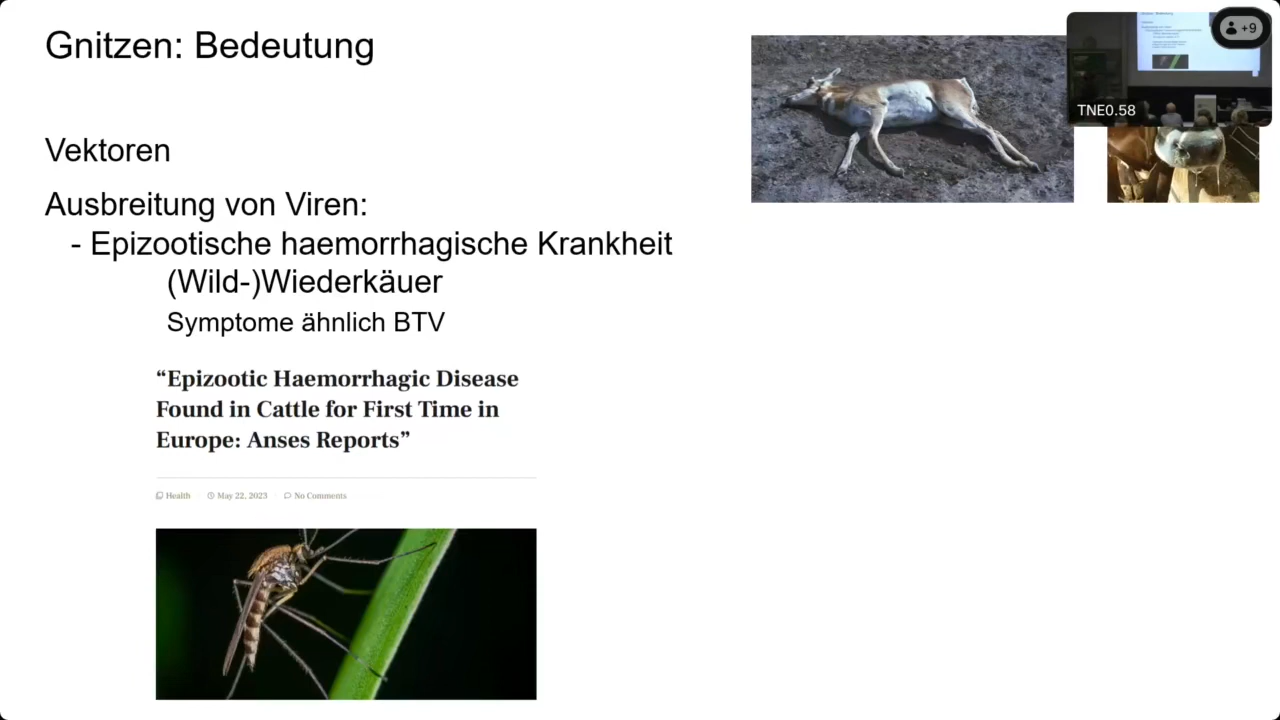 Gnitzen: Bedeutung
+9
TNE0.58
Vektoren
Ausbreitung von Viren:
- Epizootische haemorrhagische Krankheit
(Wild-)Wiederkäuer
Symptome ähnlich BTV
“Epizootic Haemorrhagic Disease
Found in Cattle for First Time in
Europe: Anses Reports”
Health May 22, 2023 No Comments